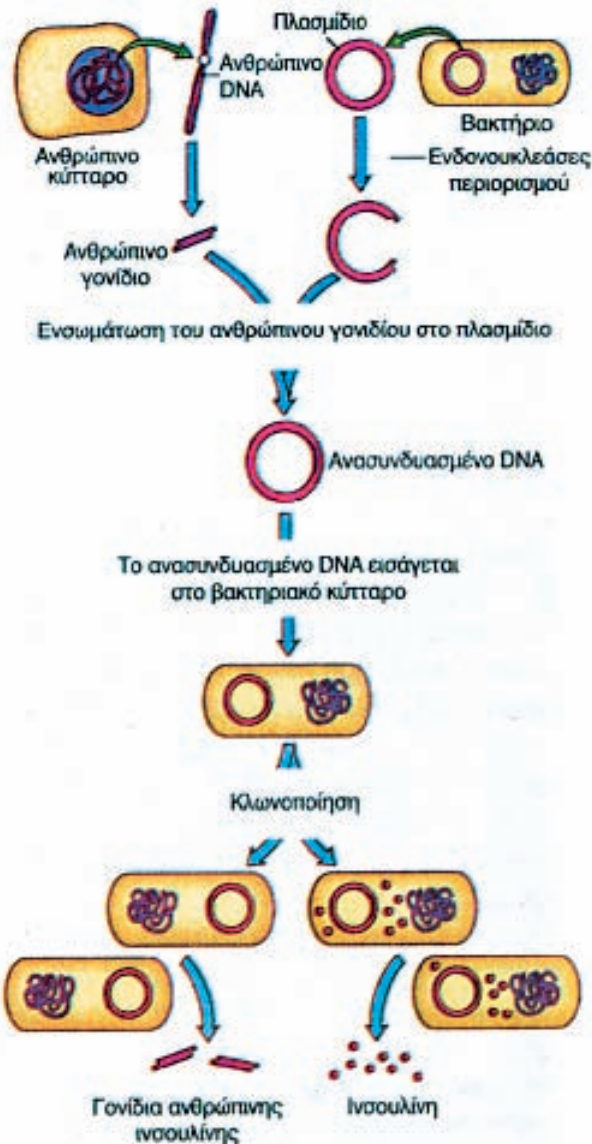 Πλασμίδιο
Ανθρώπινο
DNA
Βακτήριο
Ανθρώπινο
κύτταρο
Ενδονουκλεάσες
περιορισμού
Ανθρώπινο
γονίδιο
Ενσωμάτωση του ανθρώπινου γονιδίου στο πλασμίδιο
Ανασυνδυασμένο DNA
Το ανασυνδυασμένο DNA εισάγεται
στο βακτηριακό κύτταρο
Κλωνοποίηση
Γονίδια ανθρώπινης
ινσουλίνης
Ινσουλίνη